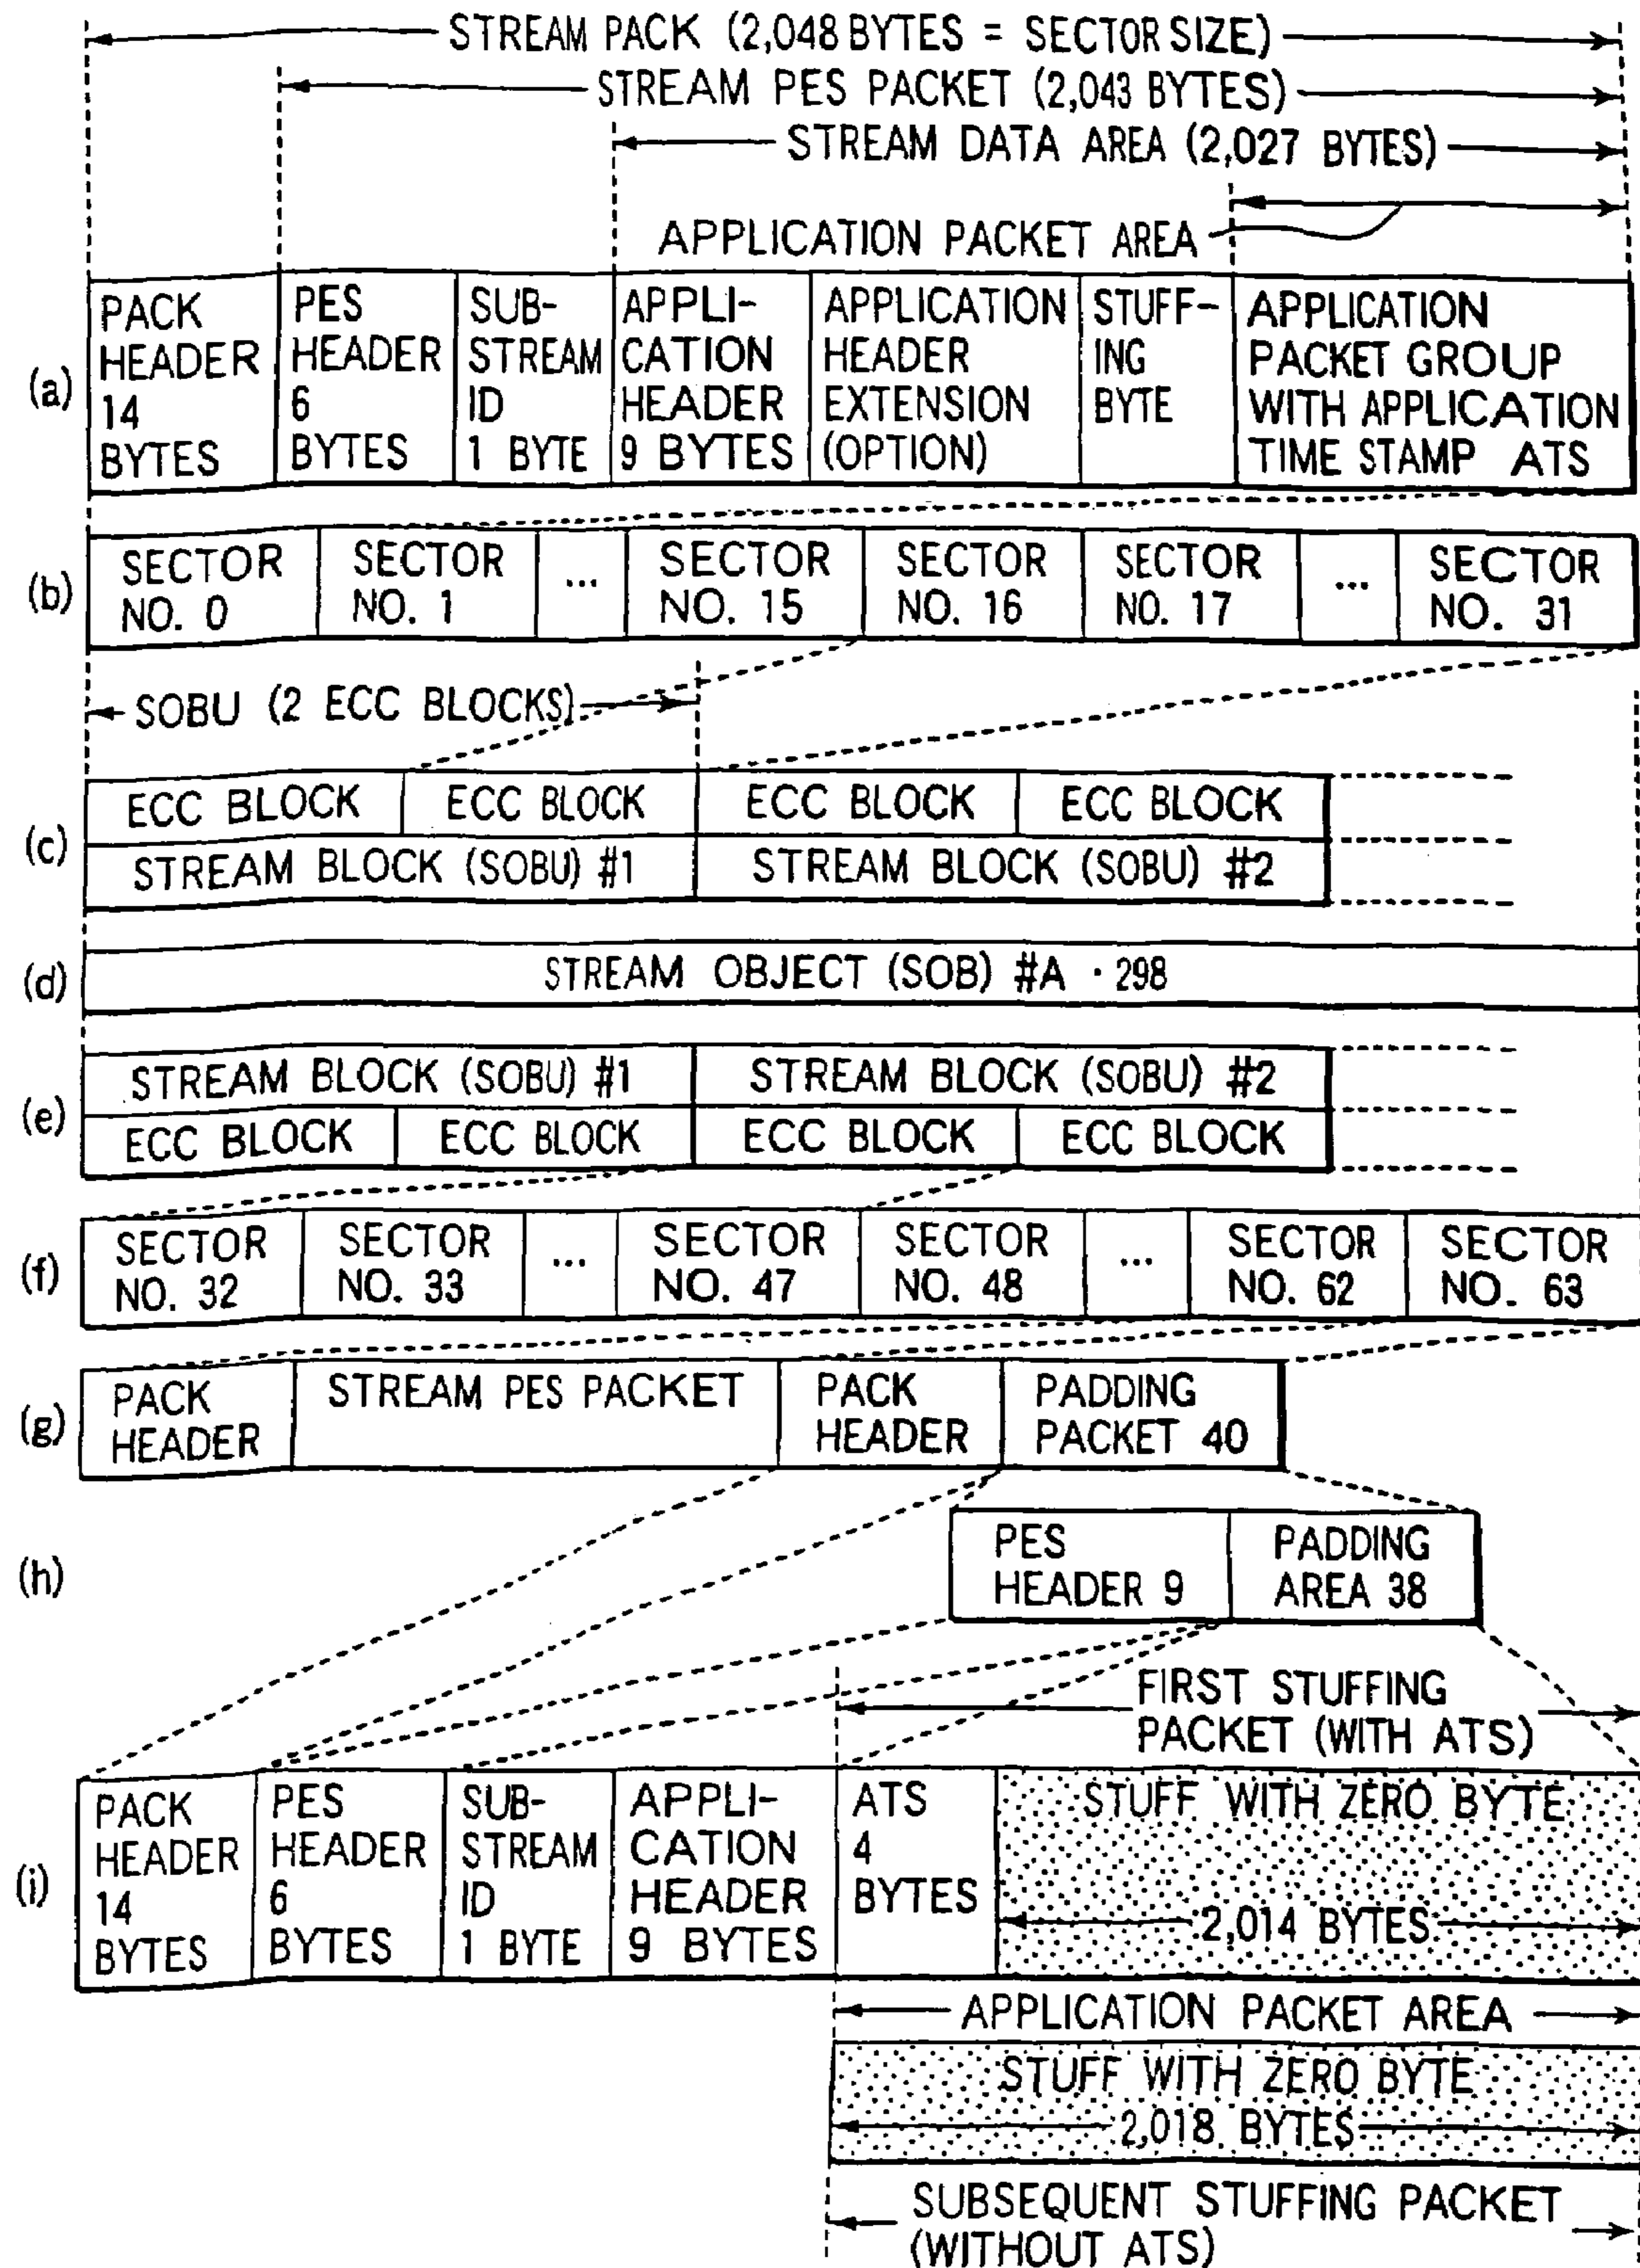 STREAM PACK (2,048 BYTES = SECTOR SIZE)
STREAM PES PACKET (2,043 BYTES)
STREAM DATA AREA (2,027 BYTES)
APPLICATION PACKET AREA
(a)
PACK
HEADER
14
BYTES
PES
HEADER
6
BYTES
SUB-
STREAM
ID
1 BYTE
APPLI-
CATION
HEADER
9 BYTES
APPLICATION
HEADER
EXTENSION
(OPTION)
STUFF-
ING
BYTE
APPLICATION
PACKET GROUP
WITH APPLICATION
TIME STAMP ATS
(b)
SECTOR
NO. 0
SECTOR
NO. 1
...
SECTOR
NO. 15
SECTOR
NO. 16
SECTOR
NO. 17
...
SECTOR
NO. 31
SOBU (2 ECC BLOCKS)
(c)
ECC BLOCK
ECC BLOCK
ECC BLOCK
ECC BLOCK
STREAM BLOCK (SOBU) #1
STREAM BLOCK (SOBU) #2
(d)
STREAM OBJECT (SOB) #A · 298
(e)
STREAM BLOCK (SOBU) #1
STREAM BLOCK (SOBU) #2
ECC BLOCK
ECC BLOCK
ECC BLOCK
ECC BLOCK
(f)
SECTOR
NO. 32
SECTOR
NO. 33
...
SECTOR
NO. 47
SECTOR
NO. 48
...
SECTOR
NO. 62
SECTOR
NO. 63
(g)
PACK
HEADER
STREAM PES PACKET
PACK
HEADER
PADDING
PACKET 40
(h)
PES
HEADER 9
PADDING
AREA 38
FIRST STUFFING
PACKET (WITH ATS)
(i)
PACK
HEADER
14
BYTES
PES
HEADER
6
BYTES
SUB-
STREAM
ID
1 BYTE
APPLI-
CATION
HEADER
9 BYTES
ATS
4
BYTES
STUFF WITH ZERO BYTE
2,014 BYTES
APPLICATION PACKET AREA
STUFF WITH ZERO BYTE
2,018 BYTES
SUBSEQUENT STUFFING PACKET
(WITHOUT ATS)